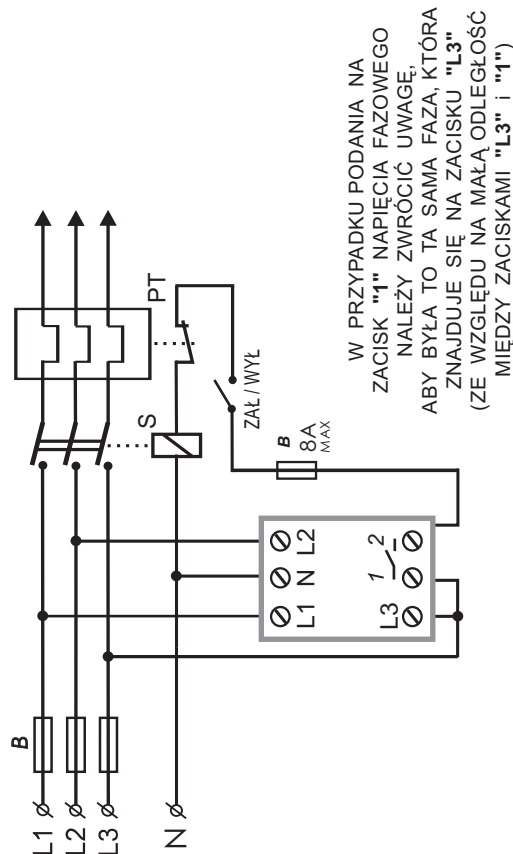 L1
L2
L3
N
B
S
PT
ZAŁ / WYŁ
B
8A
MAX
L1 N L2
L3 1 2
W PRZYPADKU PODANIA NA
ZACISK "1" NAPIĘCIA FAZOWEGO
NALEŻY ZWRÓCIĆ UWAGĘ,
ABY BYŁA TO TA SAMA FAZA, KTÓRA
ZNAJDUJE SIĘ NA ZACISKU "L3"
(ZE WZGLĘDU NA MAŁĄ ODLEGŁOŚĆ
MIĘDZY ZACISKAMI "L3" i "1")